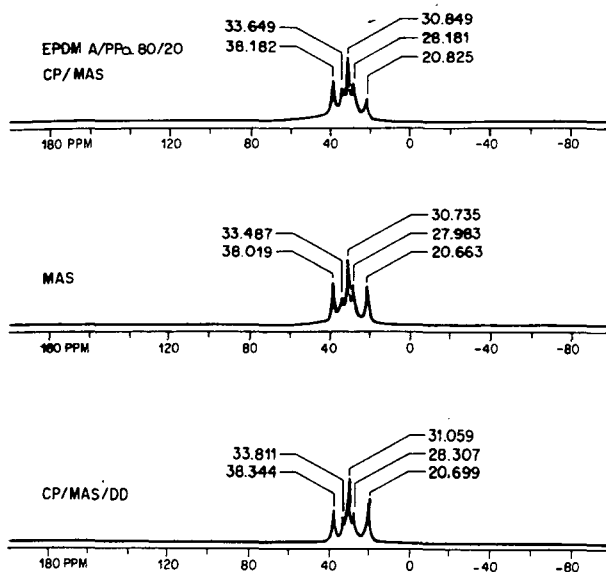 EPDM A/PPa 80/20
CP/MAS
33.649
38.182
30.849
28.181
20.825
180 PPM 120 80 40 0 -40 -80
MAS
33.487
38.019
30.735
27.983
20.663
180 PPM 120 80 40 0 -40 -80
CP/MAS/DD
33.811
38.344
31.059
28.307
20.699
180 PPM 120 80 40 0 -40 -80